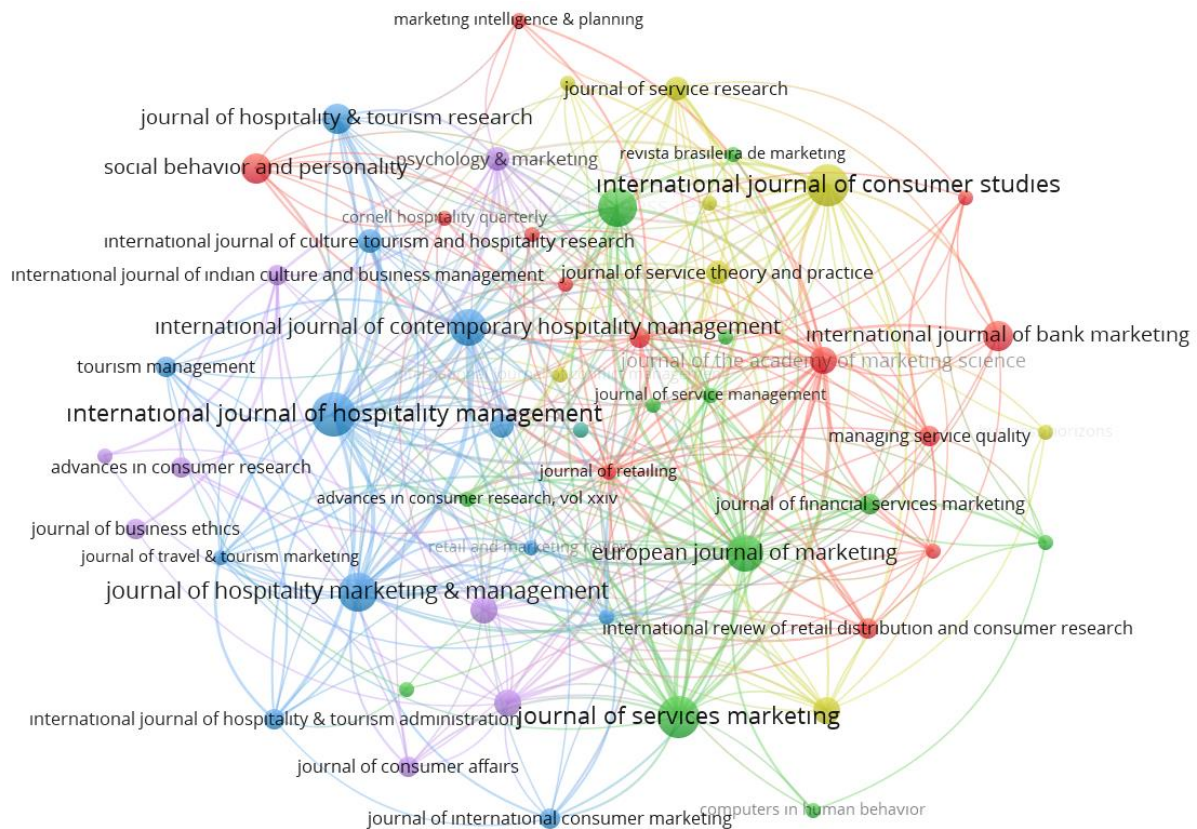 marketing intelligence & planning
journal of service research
journal of hospitality & tourism research
revista brasileira de marketing
psychology & marketing
social behavior and personality
international journal of consumer studies
cornell hospitality quarterly
international journal of culture tourism and hospitality research
international journal of indian culture and business management
journal of service theory and practice
international journal of contemporary hospitality management
international journal of bank marketing
journal of the academy of marketing science
tourism management
journal of service management
international journal of hospitality management
managing service quality
advances in consumer research
journal of retailing
advances in consumer research, vol xxiv
journal of financial services marketing
journal of business ethics
retail and marketing
european journal of marketing
journal of travel & tourism marketing
journal of hospitality marketing & management
international review of retail distribution and consumer research
international journal of hospitality & tourism administration
journal of services marketing
journal of consumer affairs
computers in human behavior
journal of international consumer marketing